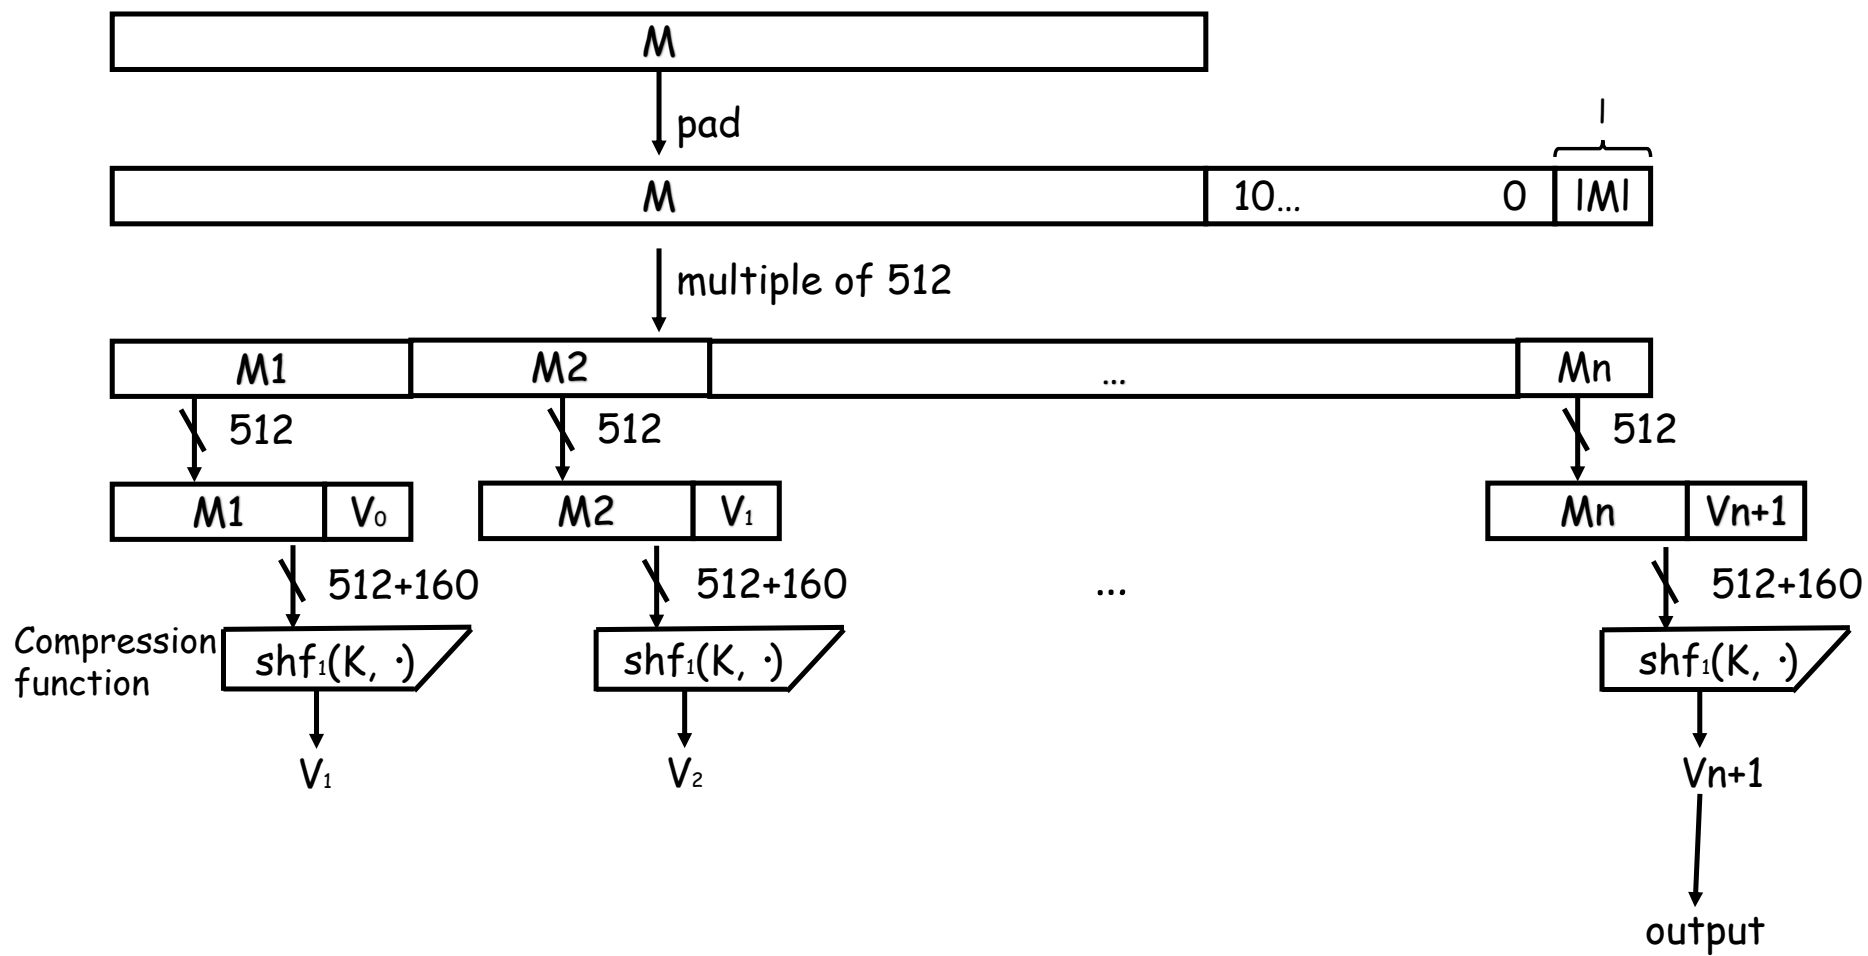 M
pad
l
M 10... 0 |M|
multiple of 512
M1 M2 ... Mn
512 512 512
M1 V₀ M2 V₁ Mn Vn+1
512+160 512+160 ... 512+160
Compression
function
shf₁(K, ·) shf₁(K, ·) shf₁(K, ·)
V₁ V₂ Vn+1
output